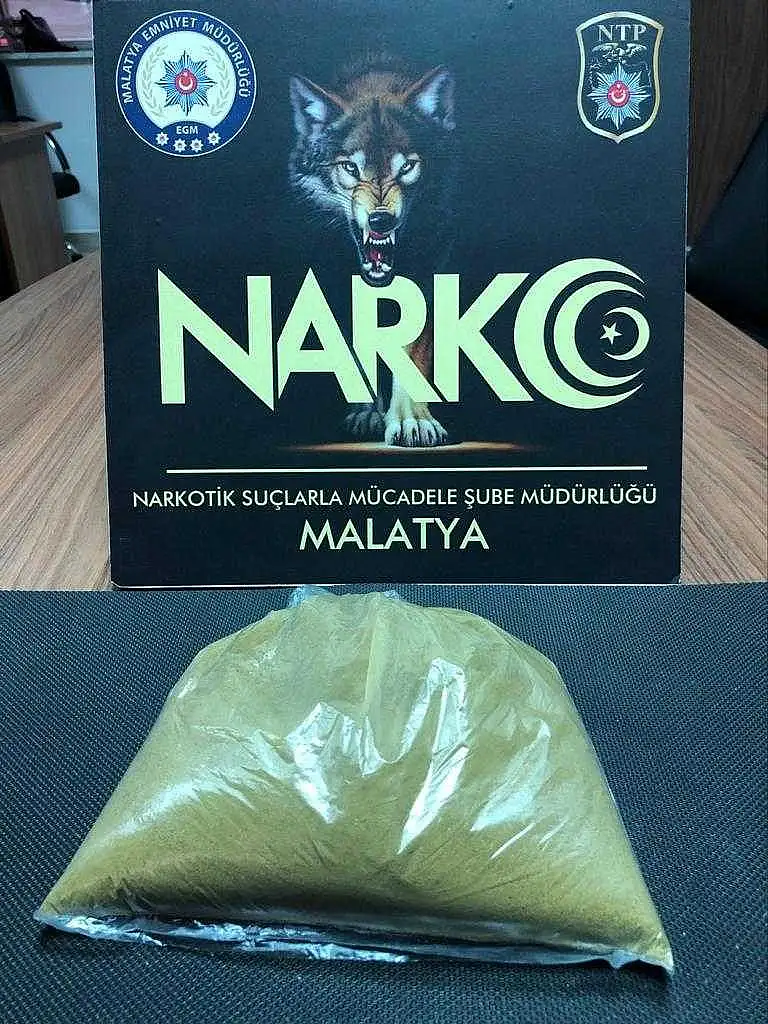 MALATYA EMNİYET MÜDÜRLÜĞÜ
EGM
NTP
NARKO
NARKOTİK SUÇLARLA MÜCADELE ŞUBE MÜDÜRLÜĞÜ
MALATYA